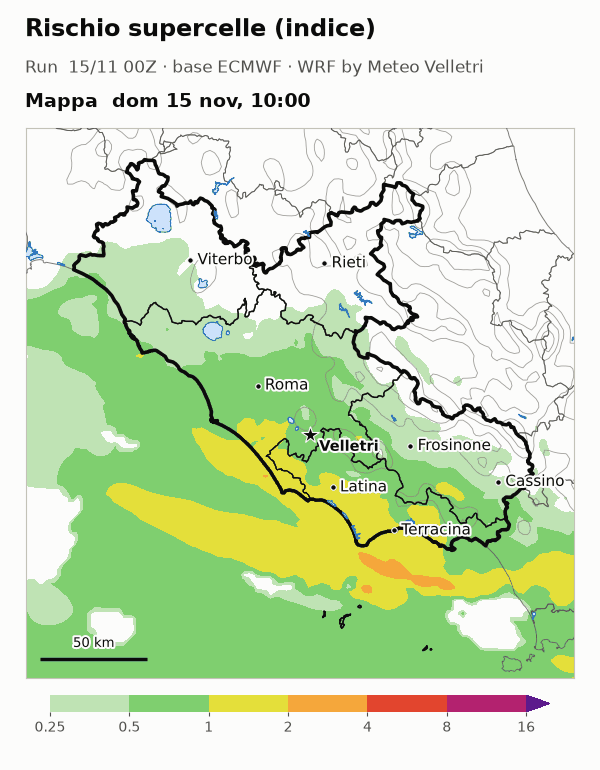 Rischio supercelle (indice)
Run  15/11 00Z · base ECMWF · WRF by Meteo Velletri
Mappa  dom 15 nov, 10:00
Viterbo
Rieti
Roma
Velletri
Frosinone
Cassino
Latina
Terracina
50 km
0.25 0.5 1 2 4 8 16